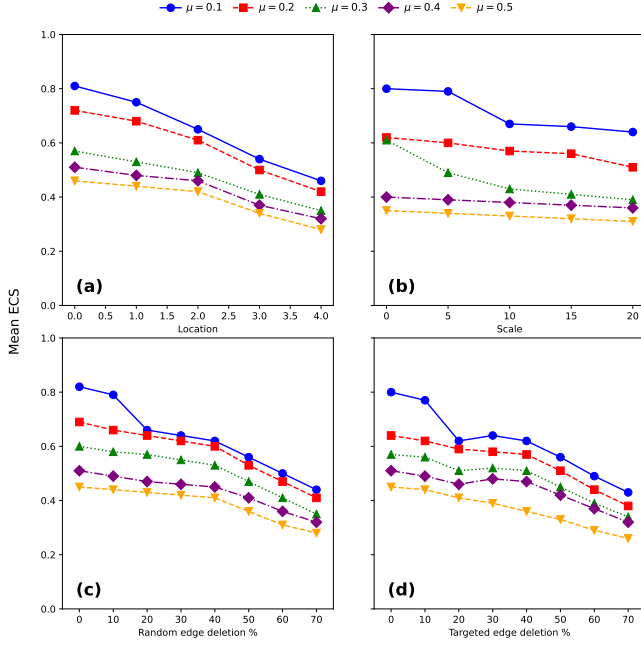 μ = 0.1 μ = 0.2 μ = 0.3 μ = 0.4 μ = 0.5
Mean ECS
1.0
0.8
0.6
0.4
0.2
0.0
(a)
0.0 0.5 1.0 1.5 2.0 2.5 3.0 3.5 4.0
Location
(b)
0 5 10 15 20
Scale
1.0
0.8
0.6
0.4
0.2
0.0
(c)
0 10 20 30 40 50 60 70
Random edge deletion %
(d)
0 10 20 30 40 50 60 70
Targeted edge deletion %